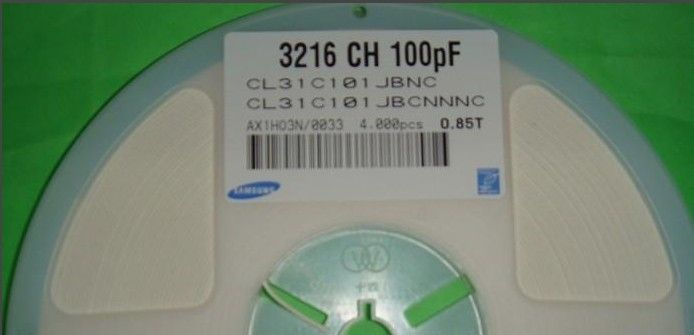 3216 CH 100pF
CL31C101JBNC
CL31C101JBCNNNC
AX1H03N/0033 4.000pcs 0.85T
SAMSUNG